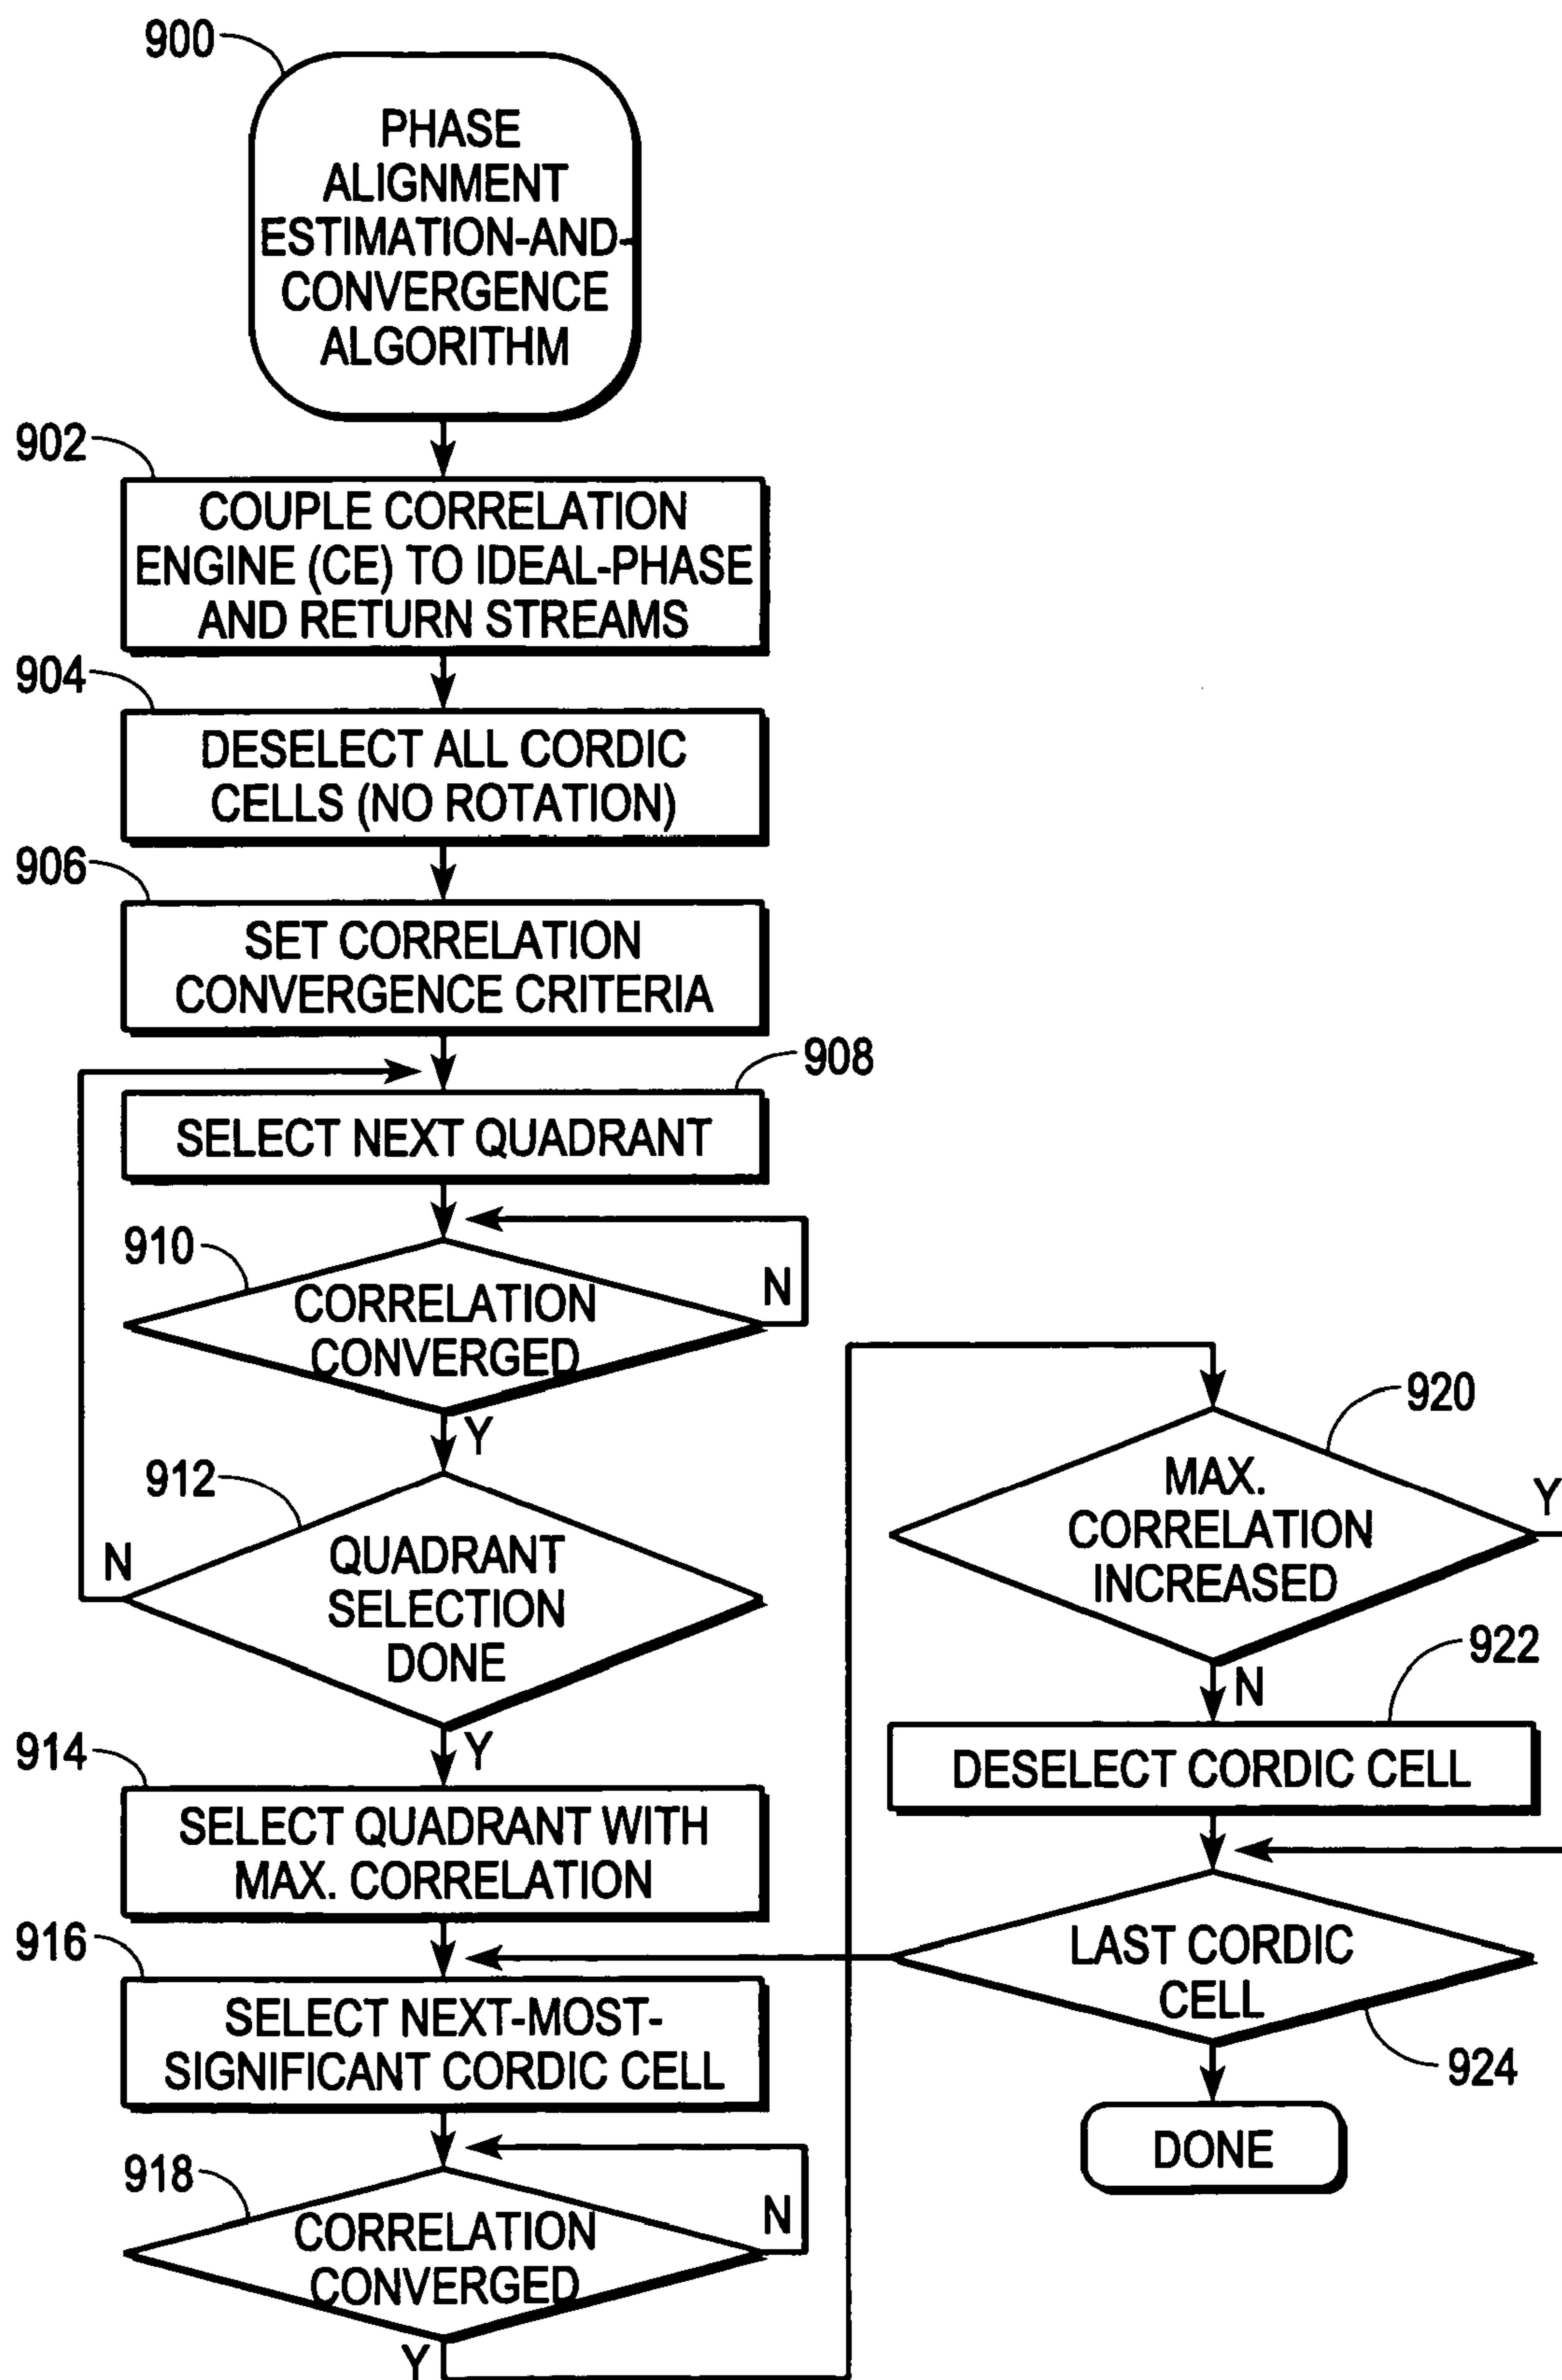 900
PHASE
ALIGNMENT
ESTIMATION-AND-
CONVERGENCE
ALGORITHM
902
COUPLE CORRELATION
ENGINE (CE) TO IDEAL-PHASE
AND RETURN STREAMS
904
DESELECT ALL CORDIC
CELLS (NO ROTATION)
906
SET CORRELATION
CONVERGENCE CRITERIA
908
SELECT NEXT QUADRANT
910
CORRELATION
CONVERGED
N
Y
912
QUADRANT
SELECTION
DONE
N
Y
914
SELECT QUADRANT WITH
MAX. CORRELATION
916
SELECT NEXT-MOST-
SIGNIFICANT CORDIC CELL
918
CORRELATION
CONVERGED
N
Y
920
MAX.
CORRELATION
INCREASED
Y
N
922
DESELECT CORDIC CELL
LAST CORDIC
CELL
924
DONE